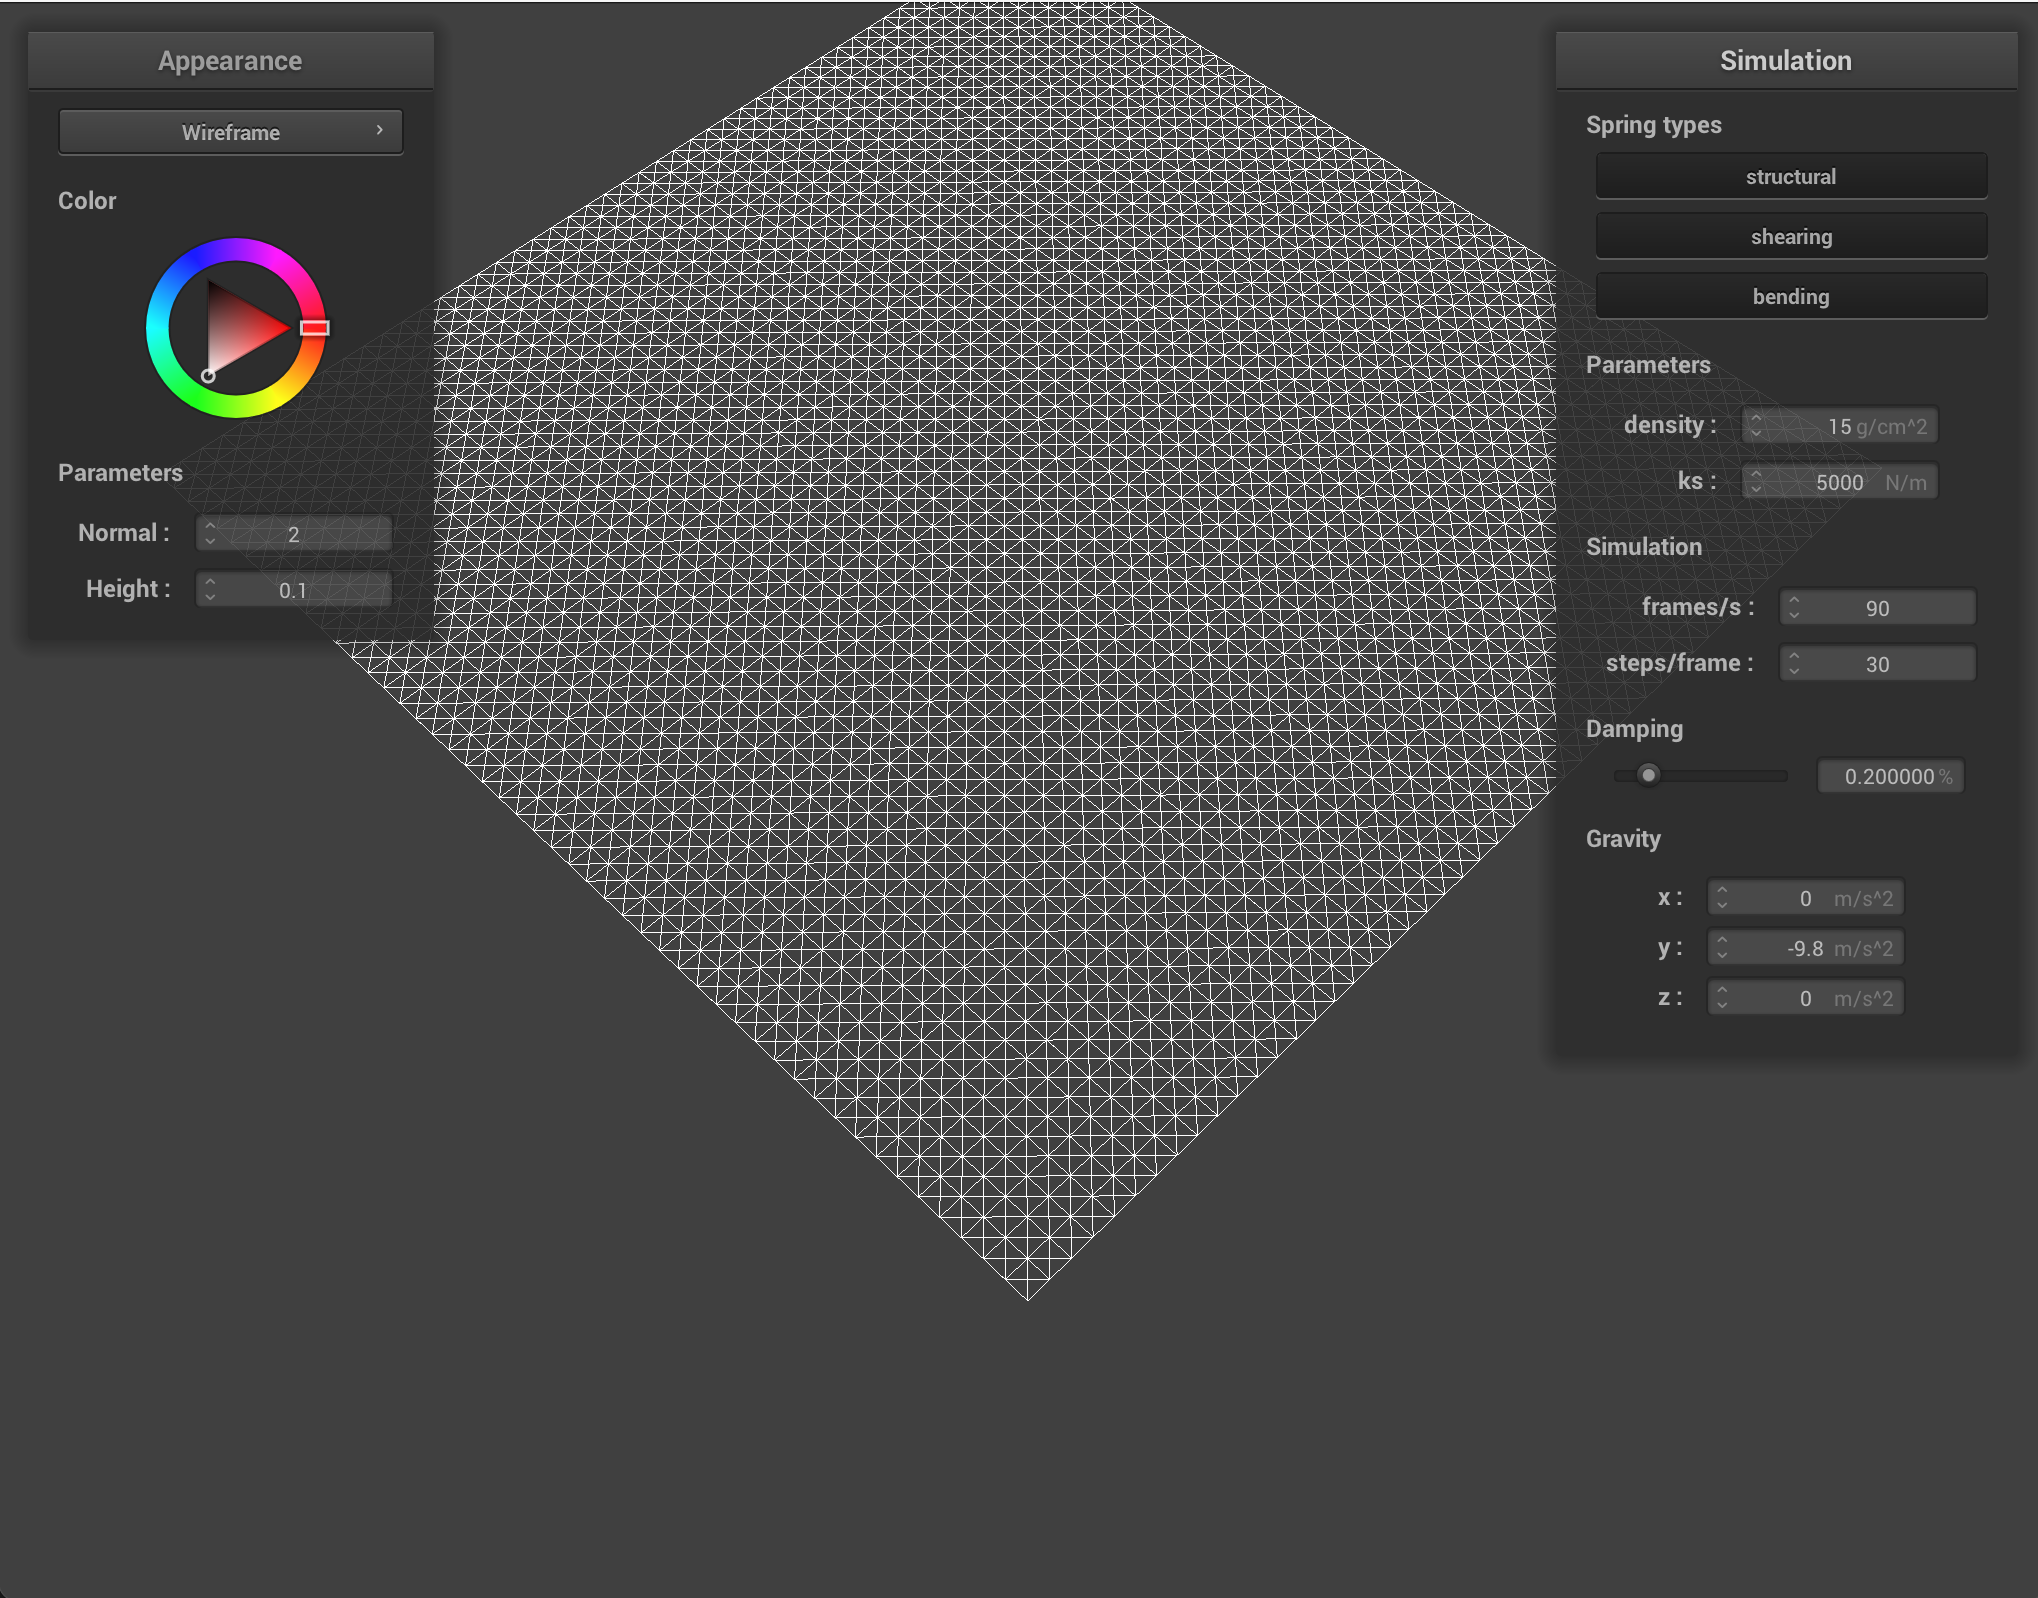 Appearance
Wireframe
Color
Parameters
Normal : 2
Height : 0.1
Simulation
Spring types
structural
shearing
bending
Parameters
density : 15 g/cm^2
ks : 5000 N/m
Simulation
frames/s : 90
steps/frame : 30
Damping
0.200000 %
Gravity
x : 0 m/s^2
y : -9.8 m/s^2
z : 0 m/s^2